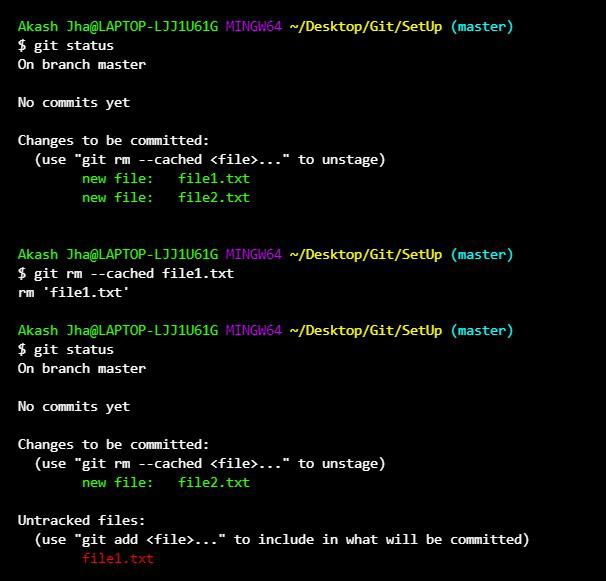 Akash Jha@LAPTOP-LJJ1U61G MINGW64 ~/Desktop/Git/SetUp (master)
$ git status
On branch master
No commits yet
Changes to be committed:
(use "git rm --cached <file>..." to unstage)
new file: file1.txt
new file: file2.txt
Akash Jha@LAPTOP-LJJ1U61G MINGW64 ~/Desktop/Git/SetUp (master)
$ git rm --cached file1.txt
rm 'file1.txt'
Akash Jha@LAPTOP-LJJ1U61G MINGW64 ~/Desktop/Git/SetUp (master)
$ git status
On branch master
No commits yet
Changes to be committed:
(use "git rm --cached <file>..." to unstage)
new file: file2.txt
Untracked files:
(use "git add <file>..." to include in what will be committed)
file1.txt